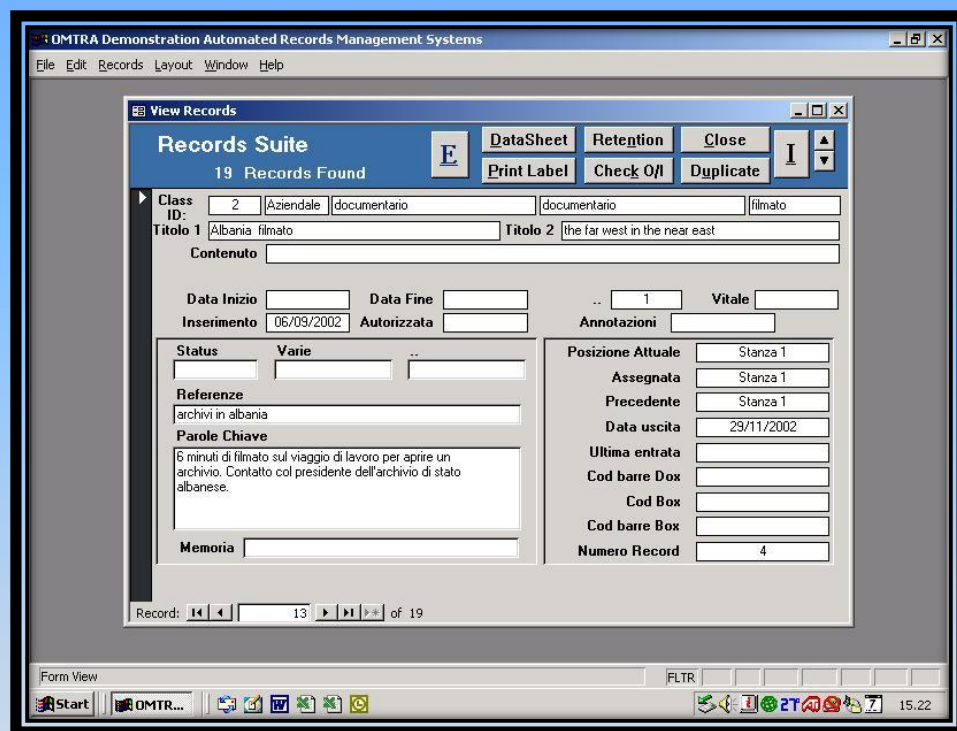 OMTRA Demonstration Automated Records Management Systems
File Edit Records Layout Window Help
View Records
Records Suite
19 Records Found
E DataSheet Retention Close I
Print Label Check O/I Duplicate
Class ID: 2 Aziendale documentario documentario filmato
Titolo 1 Albania filmato Titolo 2 the far west in the near east
Contenuto
Data Inizio Data Fine .. 1 Vitale
Inserimento 06/09/2002 Autorizzata Annotazioni
Status Varie ..
Referenze
archivi in albania
Parole Chiave
6 minuti di filmato sul viaggio di lavoro per aprire un
archivio. Contatto col presidente dell'archivio di stato
albanese.
Memoria
Posizione Attuale Stanza 1
Assegnata Stanza 1
Precedente Stanza 1
Data uscita 29/11/2002
Ultima entrata
Cod barre Dox
Cod Box
Cod barre Box
Numero Record 4
Record: 13 of 19
Form View FLTR
Start OMTR... 15.22